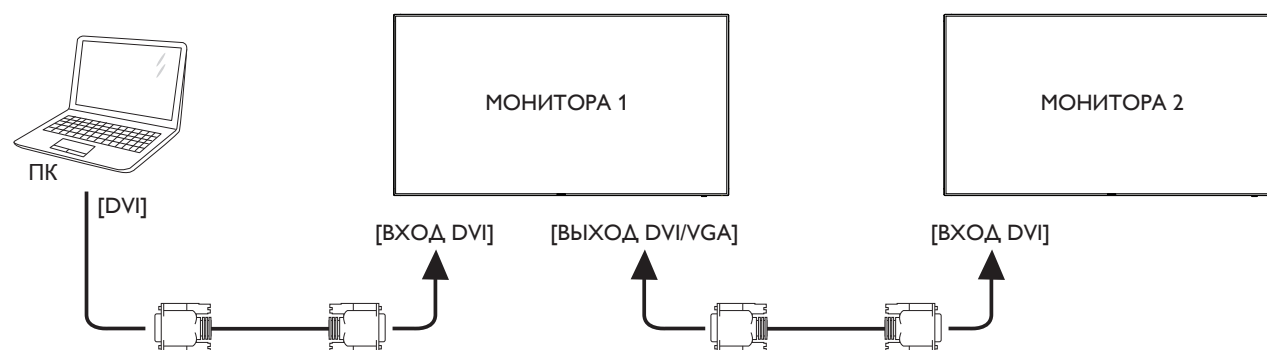 МОНИТОРА 1
МОНИТОРА 2
ПК
[DVI]
[ВХОД DVI]
[ВЫХОД DVI/VGA]
[ВХОД DVI]